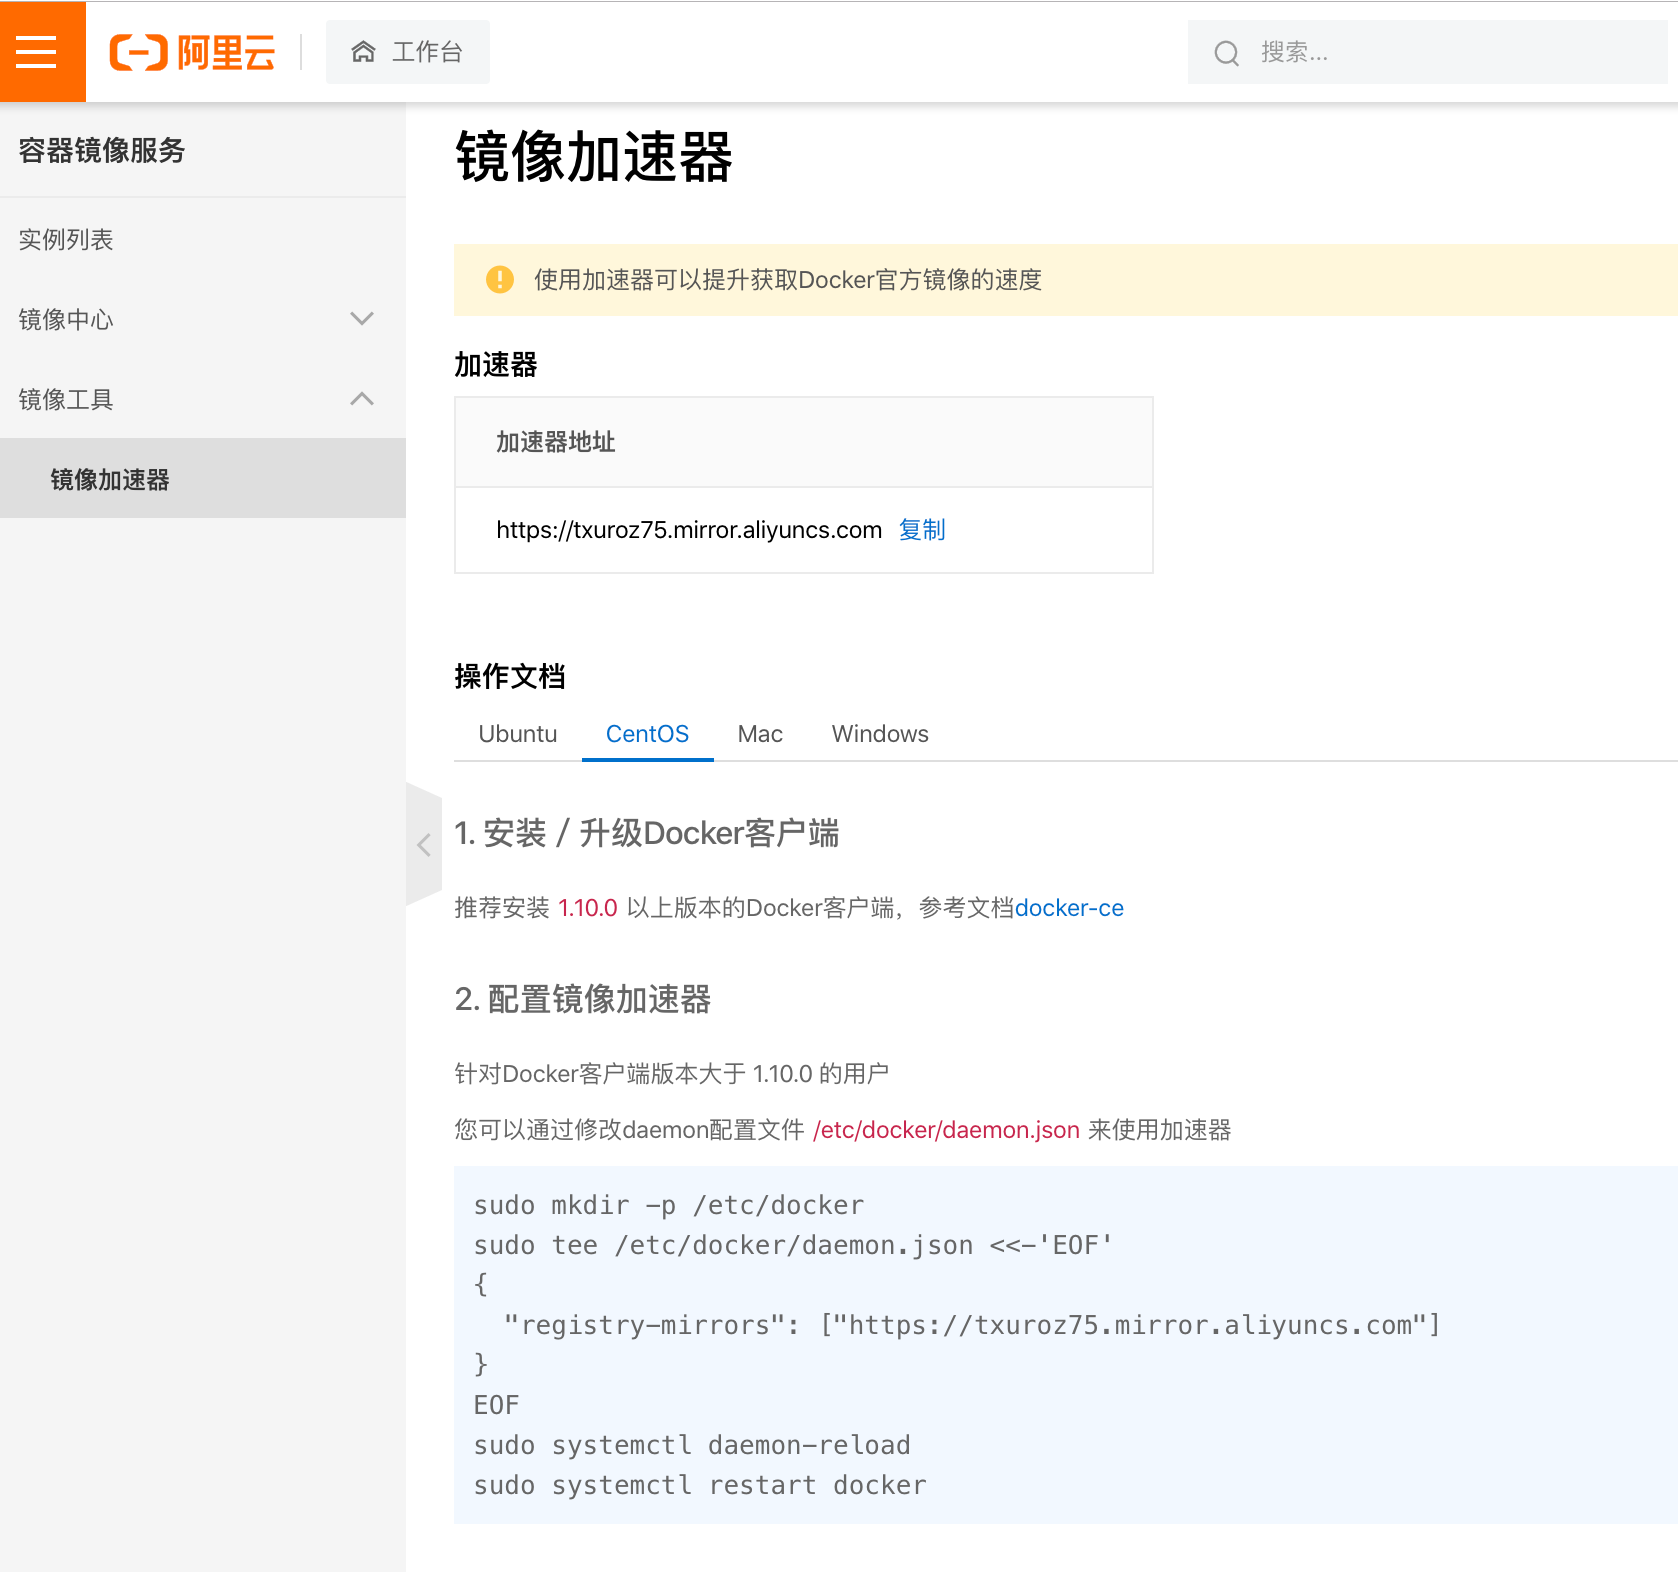 阿里云
工作台
搜索...
容器镜像服务
实例列表
镜像中心
镜像工具
镜像加速器
镜像加速器
使用加速器可以提升获取Docker官方镜像的速度
加速器
加速器地址
https://txuroz75.mirror.aliyuncs.com 复制
操作文档
Ubuntu CentOS Mac Windows
1. 安装 / 升级Docker客户端
推荐安装 1.10.0 以上版本的Docker客户端，参考文档docker-ce
2. 配置镜像加速器
针对Docker客户端版本大于 1.10.0 的用户
您可以通过修改daemon配置文件 /etc/docker/daemon.json 来使用加速器
sudo mkdir -p /etc/docker
sudo tee /etc/docker/daemon.json <<-'EOF'
{
  "registry-mirrors": ["https://txuroz75.mirror.aliyuncs.com"]
}
EOF
sudo systemctl daemon-reload
sudo systemctl restart docker